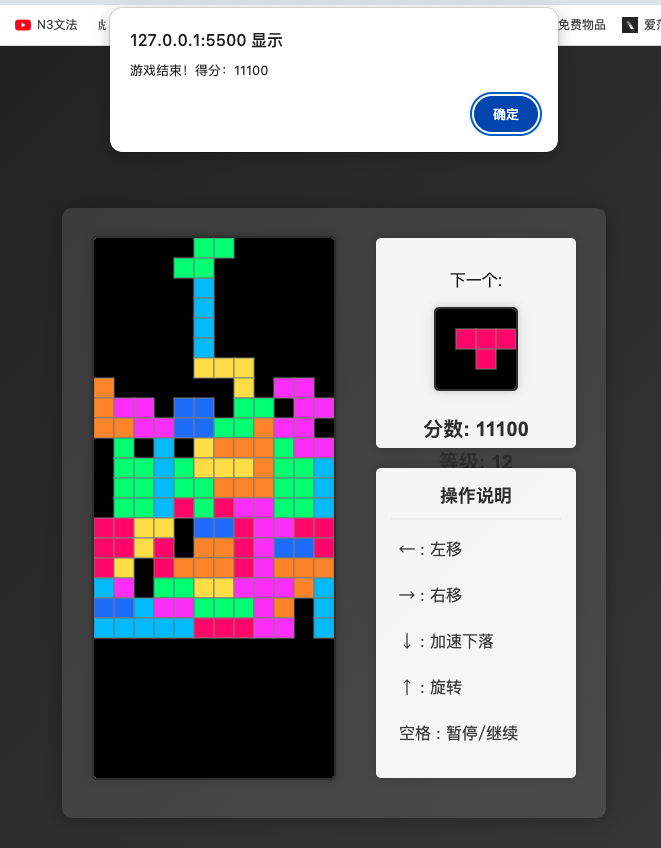 N3文法
虎
免费物品
爱范
127.0.0.1:5500 显示
游戏结束！得分：11100
确定
下一个:
分数: 11100
等级: 12
操作说明
← : 左移
→ : 右移
↓ : 加速下落
↑ : 旋转
空格 : 暂停/继续